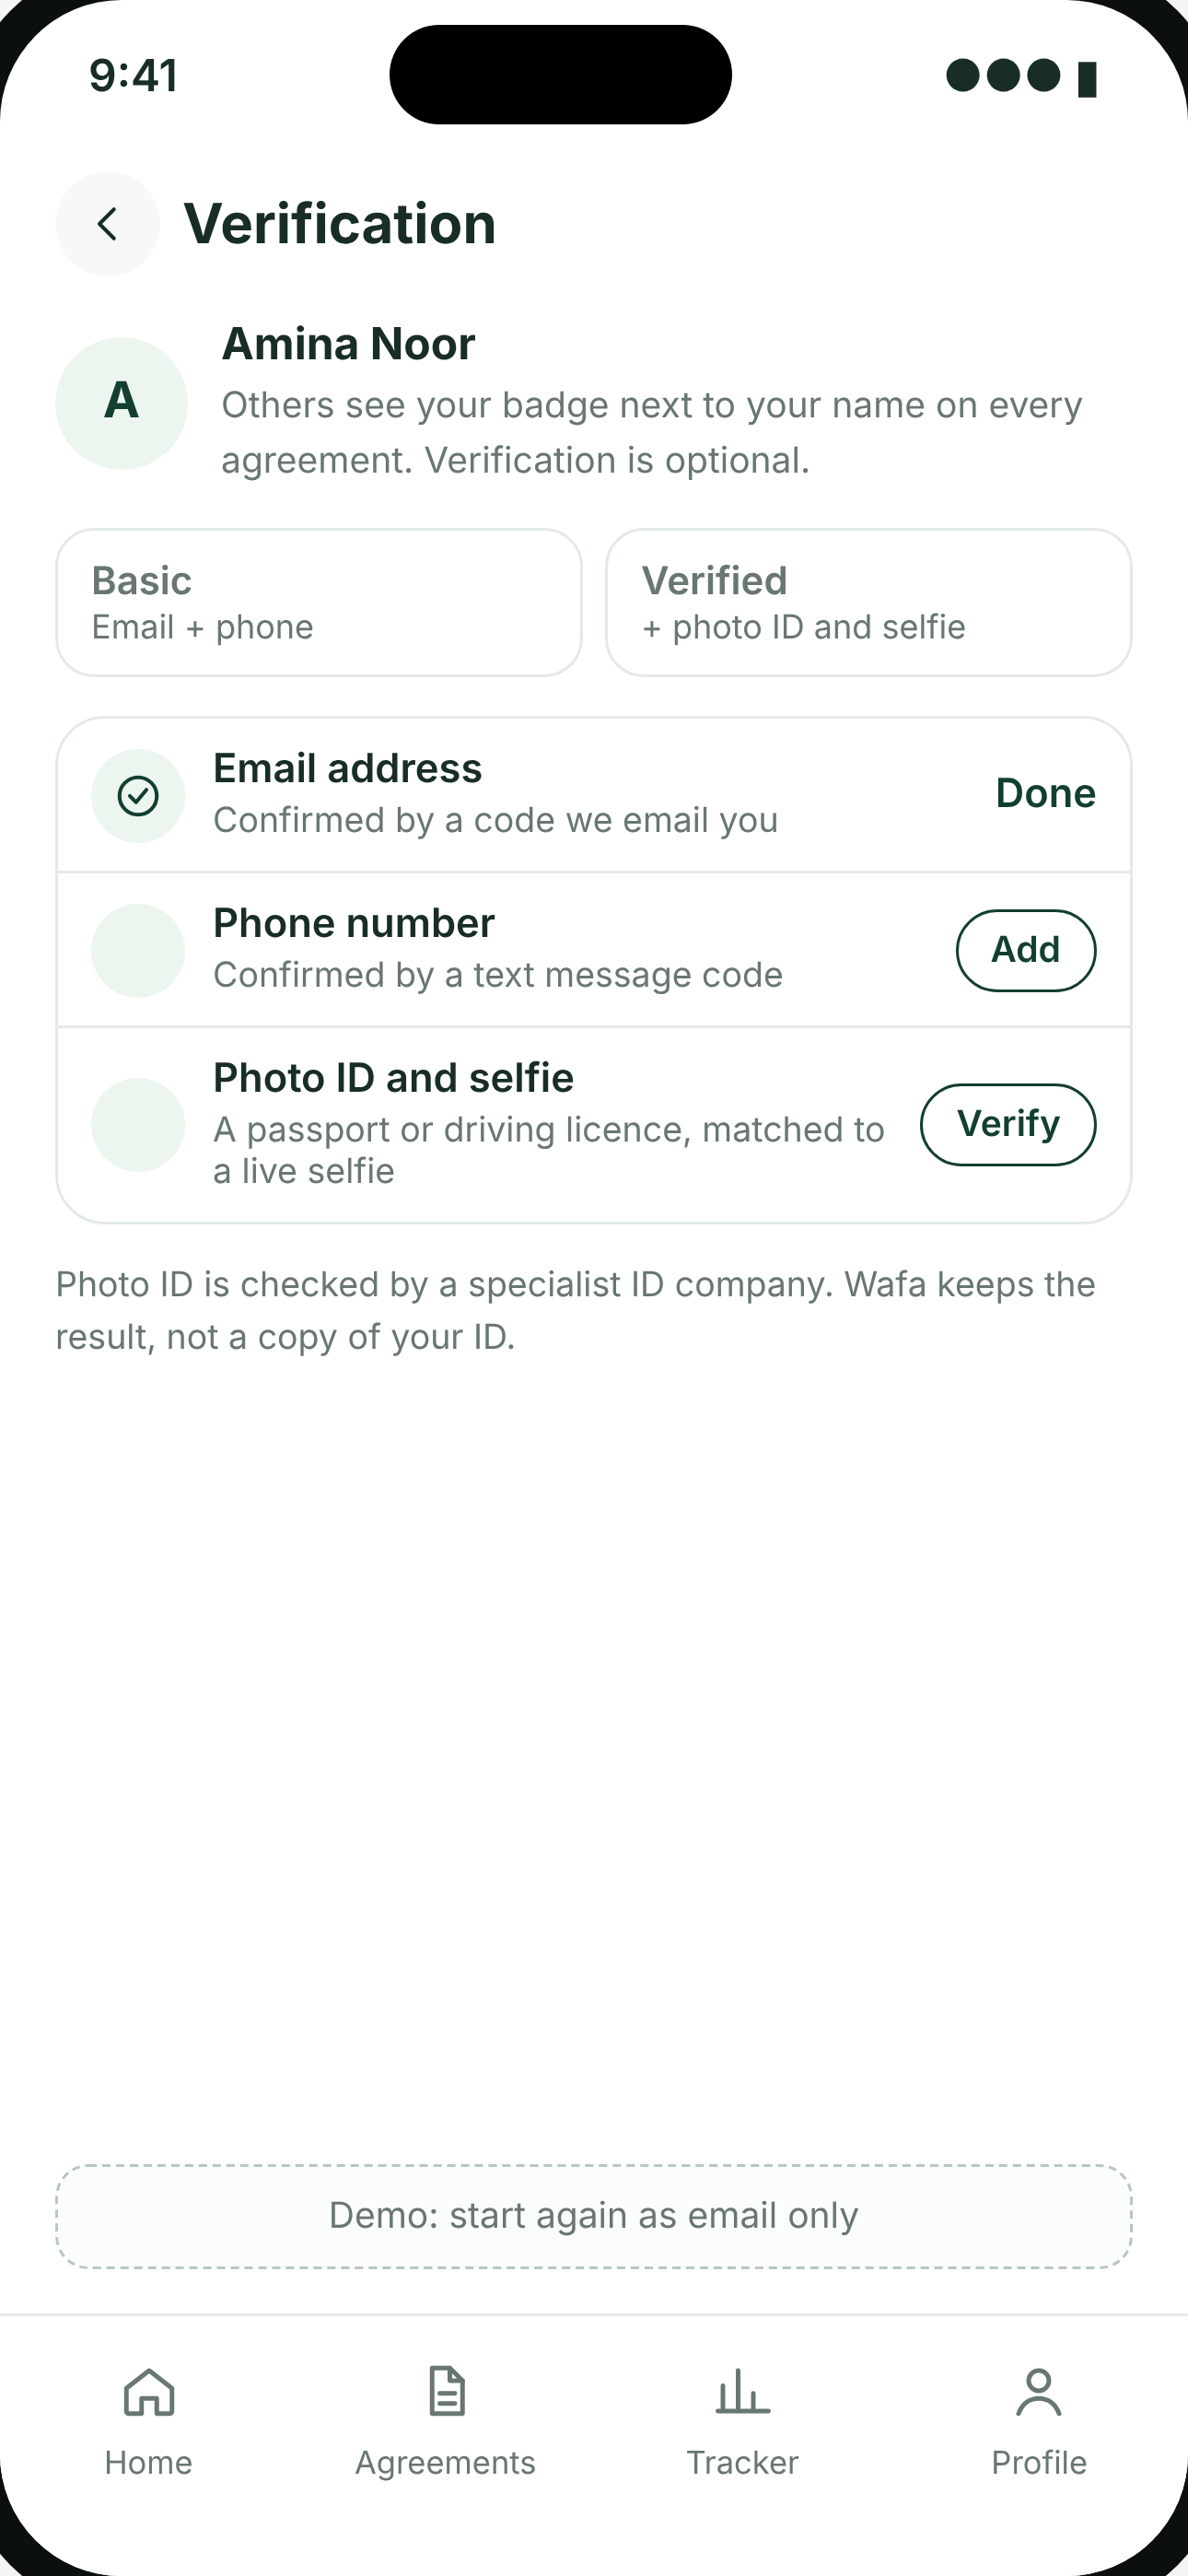 9:41
Verification
A
Amina Noor
Others see your badge next to your name on every
agreement. Verification is optional.
Basic
Email + phone
Verified
+ photo ID and selfie
Email address
Confirmed by a code we email you
Done
Phone number
Confirmed by a text message code
Add
Photo ID and selfie
A passport or driving licence, matched to
a live selfie
Verify
Photo ID is checked by a specialist ID company. Wafa keeps the
result, not a copy of your ID.
Demo: start again as email only
Home
Agreements
Tracker
Profile